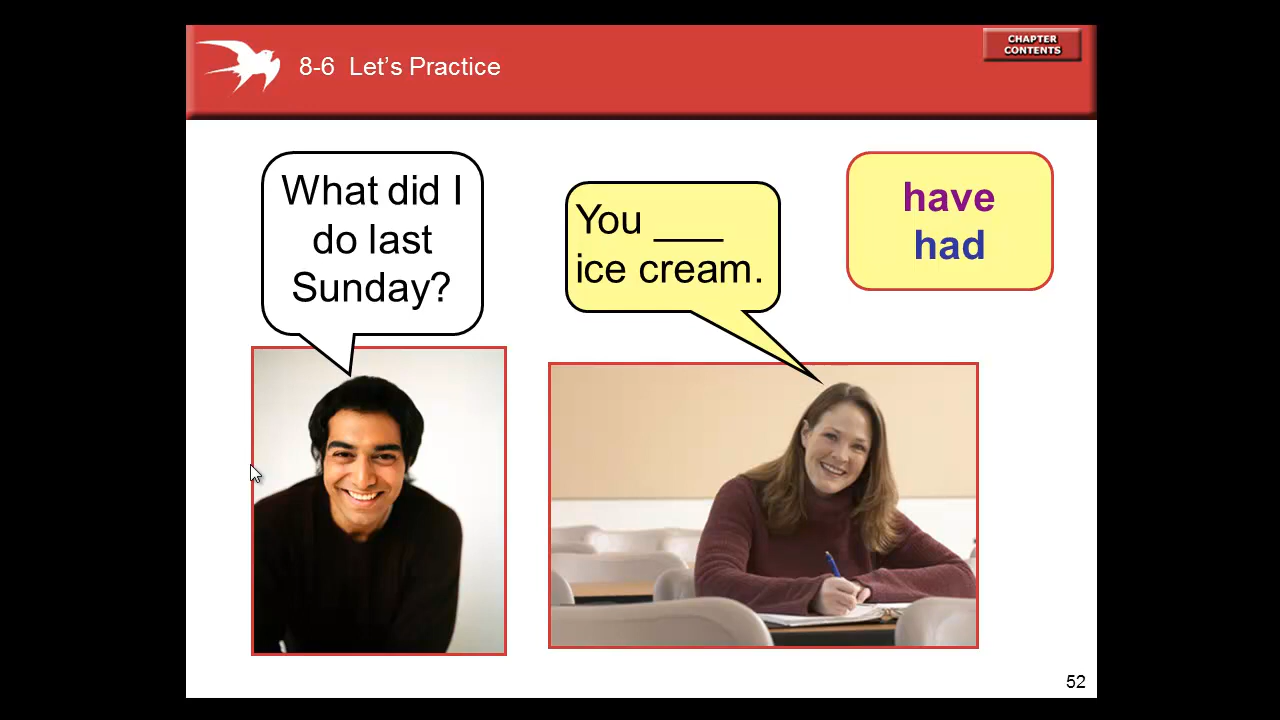 8-6 Let’s Practice
CHAPTER
CONTENTS
What did I
do last
Sunday?
You ___
ice cream.
have
had
52